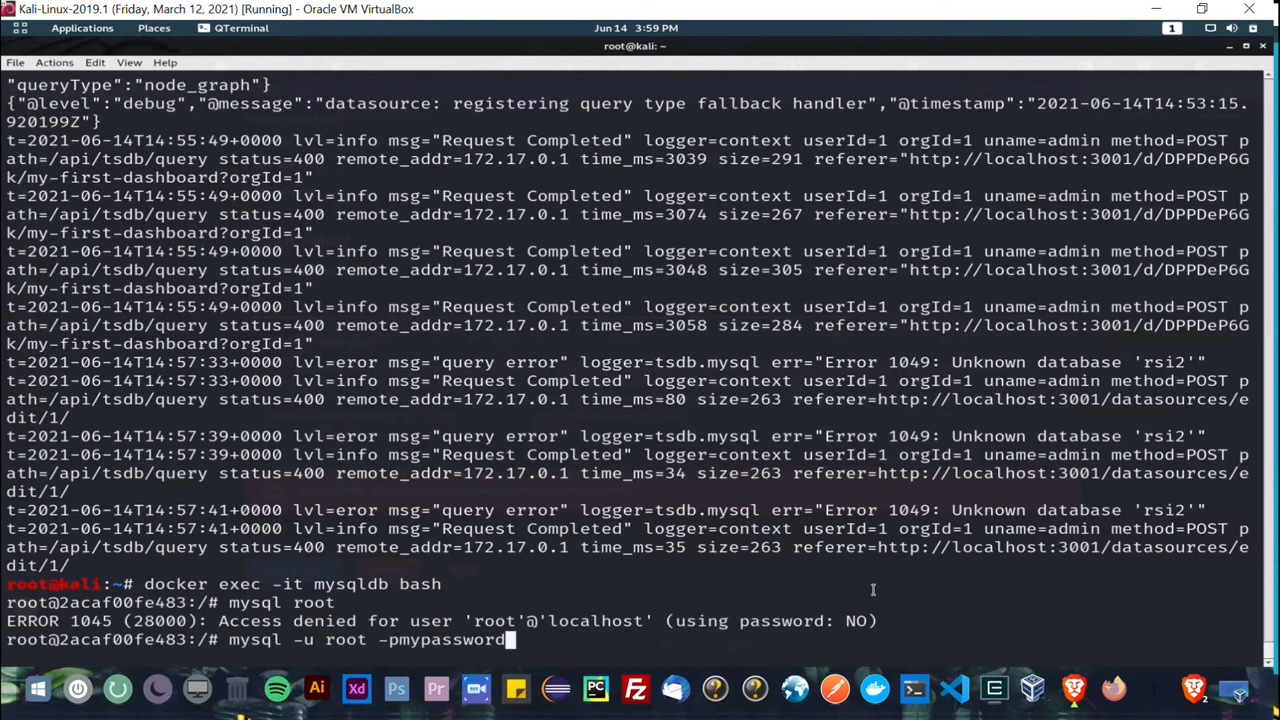 Kali-Linux-2019.1 (Friday, March 12, 2021) [Running] - Oracle VM VirtualBox
Applications Places QTerminal Jun 14 3:59 PM 1
root@kali: ~
File Actions Edit View Help
"queryType":"node_graph"}
{"@level":"debug","@message":"datasource: registering query type fallback handler","@timestamp":"2021-06-14T14:53:15.
920199Z"}
t=2021-06-14T14:55:49+0000 lvl=info msg="Request Completed" logger=context userId=1 orgId=1 uname=admin method=POST p
ath=/api/tsdb/query status=400 remote_addr=172.17.0.1 time_ms=3039 size=291 referer="http://localhost:3001/d/DPPDeP6G
k/my-first-dashboard?orgId=1"
t=2021-06-14T14:55:49+0000 lvl=info msg="Request Completed" logger=context userId=1 orgId=1 uname=admin method=POST p
ath=/api/tsdb/query status=400 remote_addr=172.17.0.1 time_ms=3074 size=267 referer="http://localhost:3001/d/DPPDeP6G
k/my-first-dashboard?orgId=1"
t=2021-06-14T14:55:49+0000 lvl=info msg="Request Completed" logger=context userId=1 orgId=1 uname=admin method=POST p
ath=/api/tsdb/query status=400 remote_addr=172.17.0.1 time_ms=3048 size=305 referer="http://localhost:3001/d/DPPDeP6G
k/my-first-dashboard?orgId=1"
t=2021-06-14T14:55:49+0000 lvl=info msg="Request Completed" logger=context userId=1 orgId=1 uname=admin method=POST p
ath=/api/tsdb/query status=400 remote_addr=172.17.0.1 time_ms=3058 size=284 referer="http://localhost:3001/d/DPPDeP6G
k/my-first-dashboard?orgId=1"
t=2021-06-14T14:57:33+0000 lvl=eror msg="query error" logger=tsdb.mysql err="Error 1049: Unknown database 'rsi2'"
t=2021-06-14T14:57:33+0000 lvl=info msg="Request Completed" logger=context userId=1 orgId=1 uname=admin method=POST p
ath=/api/tsdb/query status=400 remote_addr=172.17.0.1 time_ms=80 size=263 referer=http://localhost:3001/datasources/e
dit/1/
t=2021-06-14T14:57:39+0000 lvl=eror msg="query error" logger=tsdb.mysql err="Error 1049: Unknown database 'rsi2'"
t=2021-06-14T14:57:39+0000 lvl=info msg="Request Completed" logger=context userId=1 orgId=1 uname=admin method=POST p
ath=/api/tsdb/query status=400 remote_addr=172.17.0.1 time_ms=34 size=263 referer=http://localhost:3001/datasources/e
dit/1/
t=2021-06-14T14:57:41+0000 lvl=eror msg="query error" logger=tsdb.mysql err="Error 1049: Unknown database 'rsi2'"
t=2021-06-14T14:57:41+0000 lvl=info msg="Request Completed" logger=context userId=1 orgId=1 uname=admin method=POST p
ath=/api/tsdb/query status=400 remote_addr=172.17.0.1 time_ms=35 size=263 referer=http://localhost:3001/datasources/e
dit/1/
root@kali:~# docker exec -it mysqldb bash
root@2acaf00fe483:/# mysql root
ERROR 1045 (28000): Access denied for user 'root'@'localhost' (using password: NO)
root@2acaf00fe483:/# mysql -u root -pmypassword
Ai Xd Ps Pr PC FZ ? ? E 2